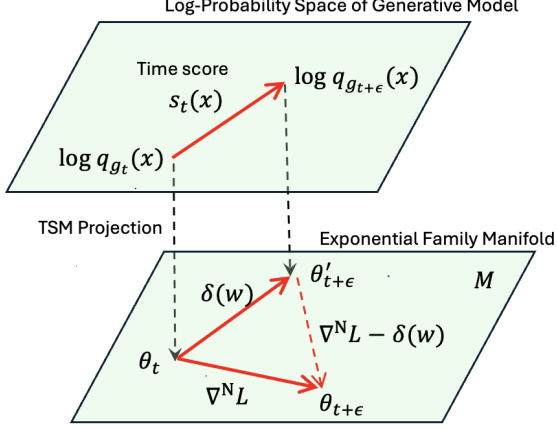 Log-Probability Space of Generative Model
Time score
s_t(x)
log q_{g_{t+ϵ}}(x)
log q_{g_t}(x)
TSM Projection
Exponential Family Manifold
θ'_{t+ϵ}
M
δ(w)
∇^N L − δ(w)
θ_t
∇^N L
θ_{t+ϵ}